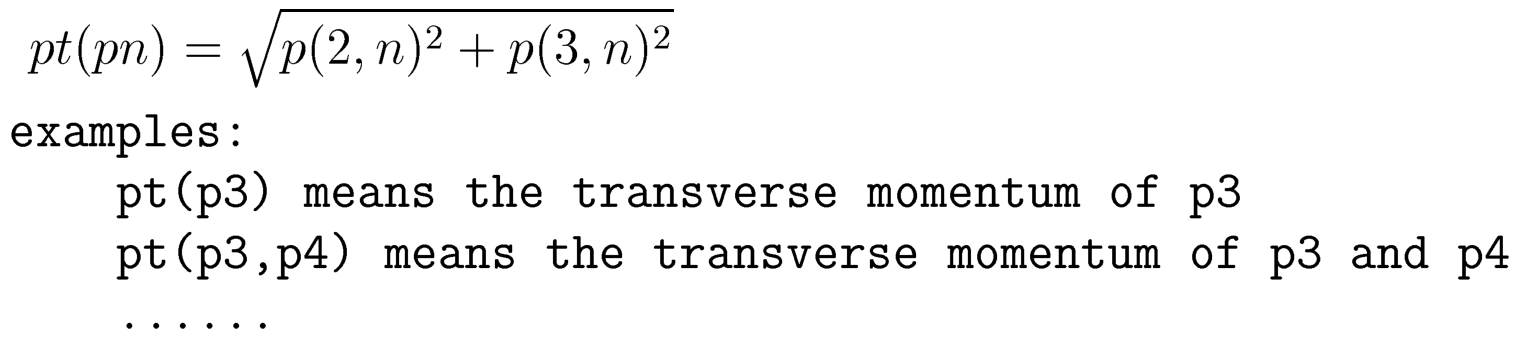 pt(pn) = √(p(2, n)² + p(3, n)²)
examples:
pt(p3) means the transverse momentum of p3
pt(p3,p4) means the transverse momentum of p3 and p4
......